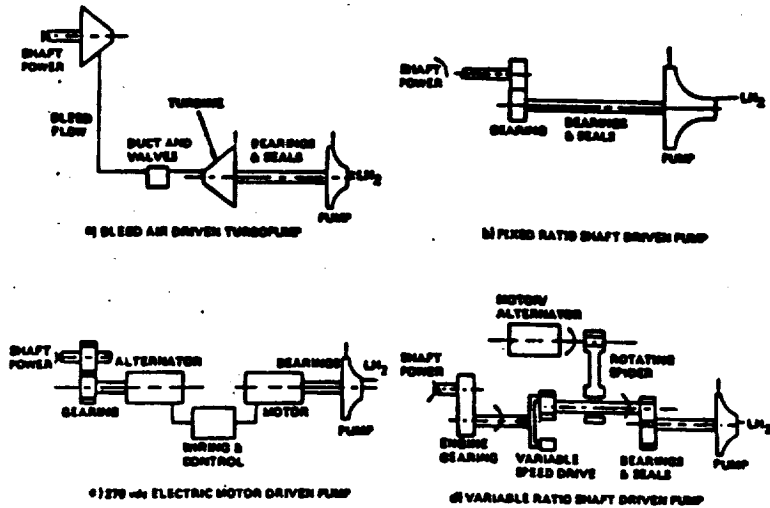 SHAFT
POWER
BLEED
FLOW
TURBINE
DUCT AND
VALVES
BEARINGS
& SEALS
LH2
PUMP
a) BLEED AIR DRIVEN TURBOPUMP
SHAFT
POWER
GEARING
BEARINGS
& SEALS
PUMP
LH2
b) FIXED RATIO SHAFT DRIVEN PUMP
SHAFT
POWER
GEARING
ALTERNATOR
WIRING &
CONTROL
MOTOR
BEARINGS
LH2
PUMP
c) 270 vdc ELECTRIC MOTOR DRIVEN PUMP
MOTOR/
ALTERNATOR
ROTATING
SPIDER
SHAFT
POWER
ENGINE
GEARING
VARIABLE
SPEED DRIVE
BEARINGS
& SEALS
LH2
PUMP
d) VARIABLE RATIO SHAFT DRIVEN PUMP